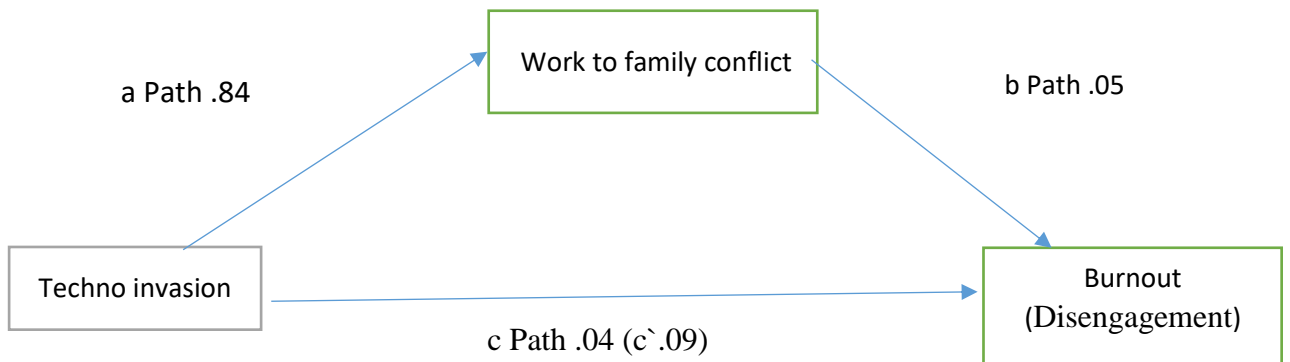 Work to family conflict
a Path .84
b Path .05
Techno invasion
Burnout
(Disengagement)
c Path .04 (c`.09)